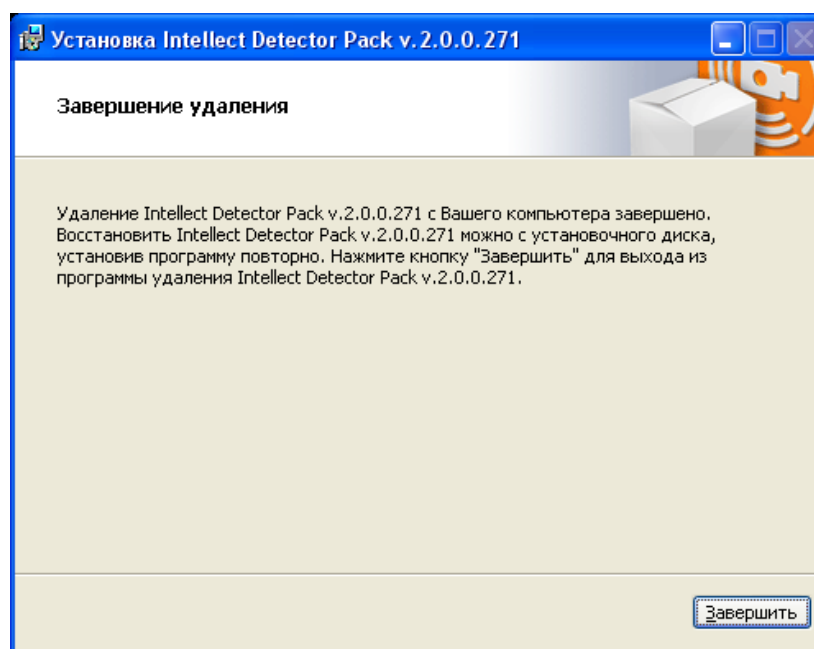 Установка Intellect Detector Pack v.2.0.0.271
Завершение удаления
Удаление Intellect Detector Pack v.2.0.0.271 с Вашего компьютера завершено.
Восстановить Intellect Detector Pack v.2.0.0.271 можно с установочного диска,
установив программу повторно. Нажмите кнопку "Завершить" для выхода из
программы удаления Intellect Detector Pack v.2.0.0.271.
Завершить